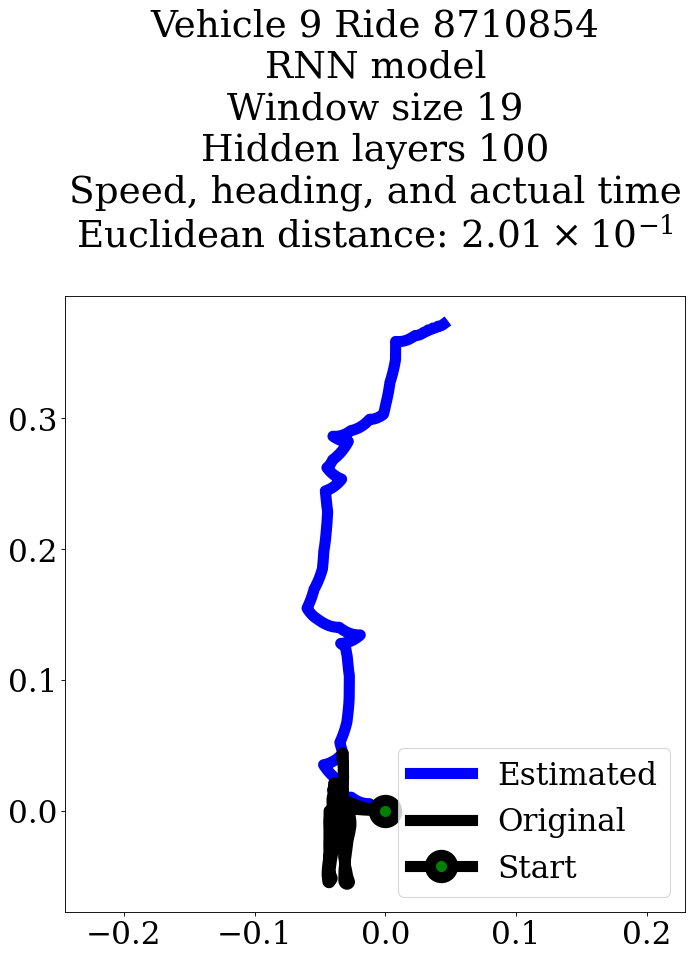 Vehicle 9 Ride 8710854
RNN model
Window size 19
Hidden layers 100
Speed, heading, and actual time
Euclidean distance: 2.01 × 10⁻¹
0.3
0.2
0.1
0.0
Estimated
Original
Start
−0.2 −0.1 0.0 0.1 0.2